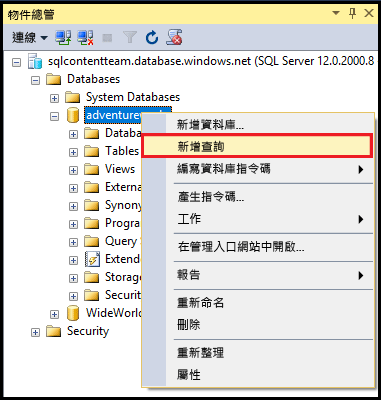 物件總管
連線
sqlcontentteam.database.windows.net (SQL Server 12.0.2000.8
Databases
System Databases
adventurew
Databa
Tables
Views
Externa
Synony
Progra
Query S
Extend
Storag
Securit
WideWorl
Security
新增資料庫...
新增查詢
編寫資料庫指令碼
產生指令碼...
工作
在管理入口網站中開啟...
報告
重新命名
刪除
重新整理
屬性